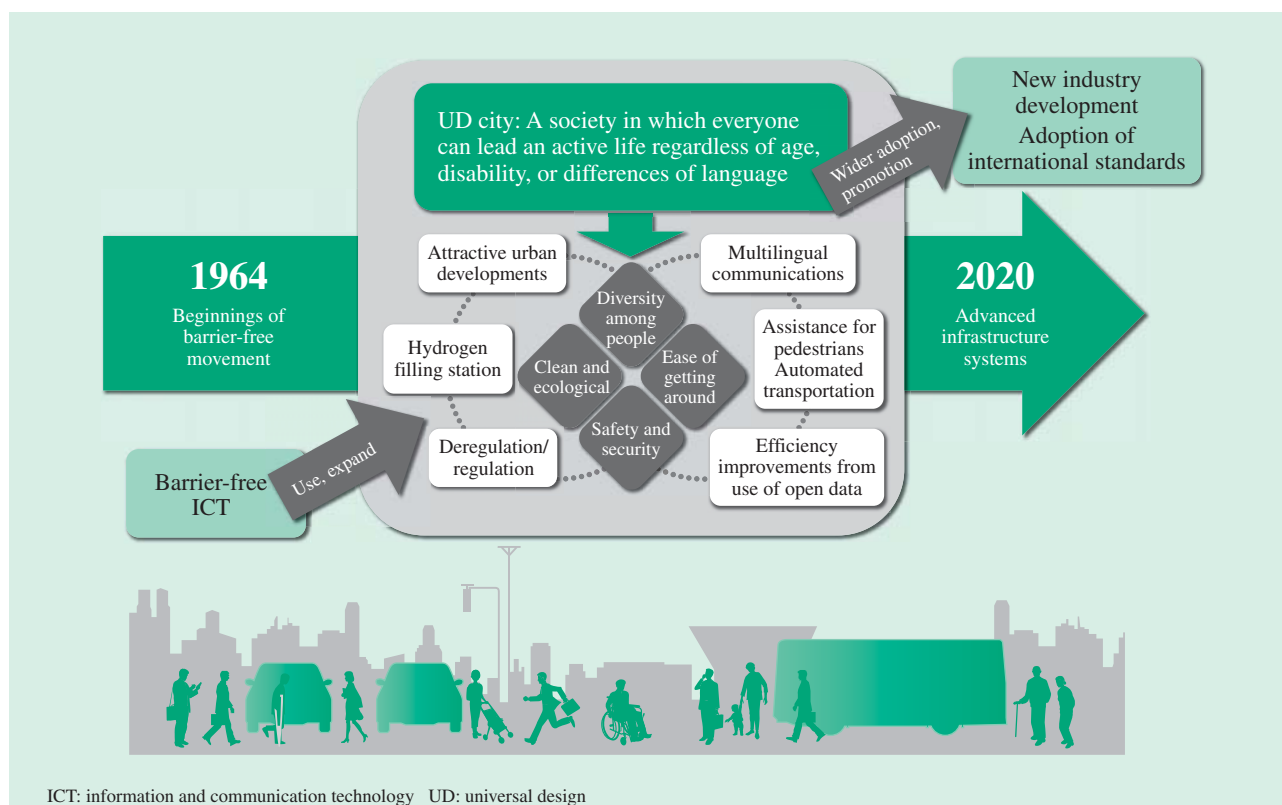 UD city: A society in which everyone
can lead an active life regardless of age,
disability, or differences of language
Wider adoption,
promotion
New industry
development
Adoption of
international standards
1964
Beginnings of
barrier-free
movement
Attractive urban
developments
Hydrogen
filling station
Deregulation/
regulation
Diversity
among
people
Clean and
ecological
Ease of
getting
around
Safety and
security
Multilingual
communications
Assistance for
pedestrians
Automated
transportation
Efficiency
improvements from
use of open data
2020
Advanced
infrastructure
systems
Barrier-free
ICT
Use, expand
ICT: information and communication technology UD: universal design